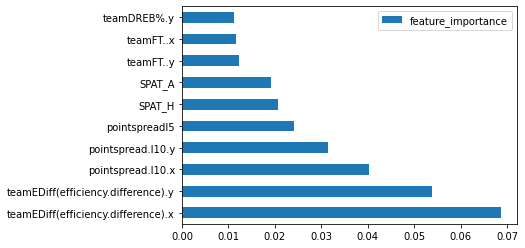 teamDREB%.y
feature_importance
teamFT..x
teamFT..y
SPAT_A
SPAT_H
pointspreadl5
pointspread.l10.y
pointspread.l10.x
teamEDiff(efficiency.difference).y
teamEDiff(efficiency.difference).x
0.00 0.01 0.02 0.03 0.04 0.05 0.06 0.07